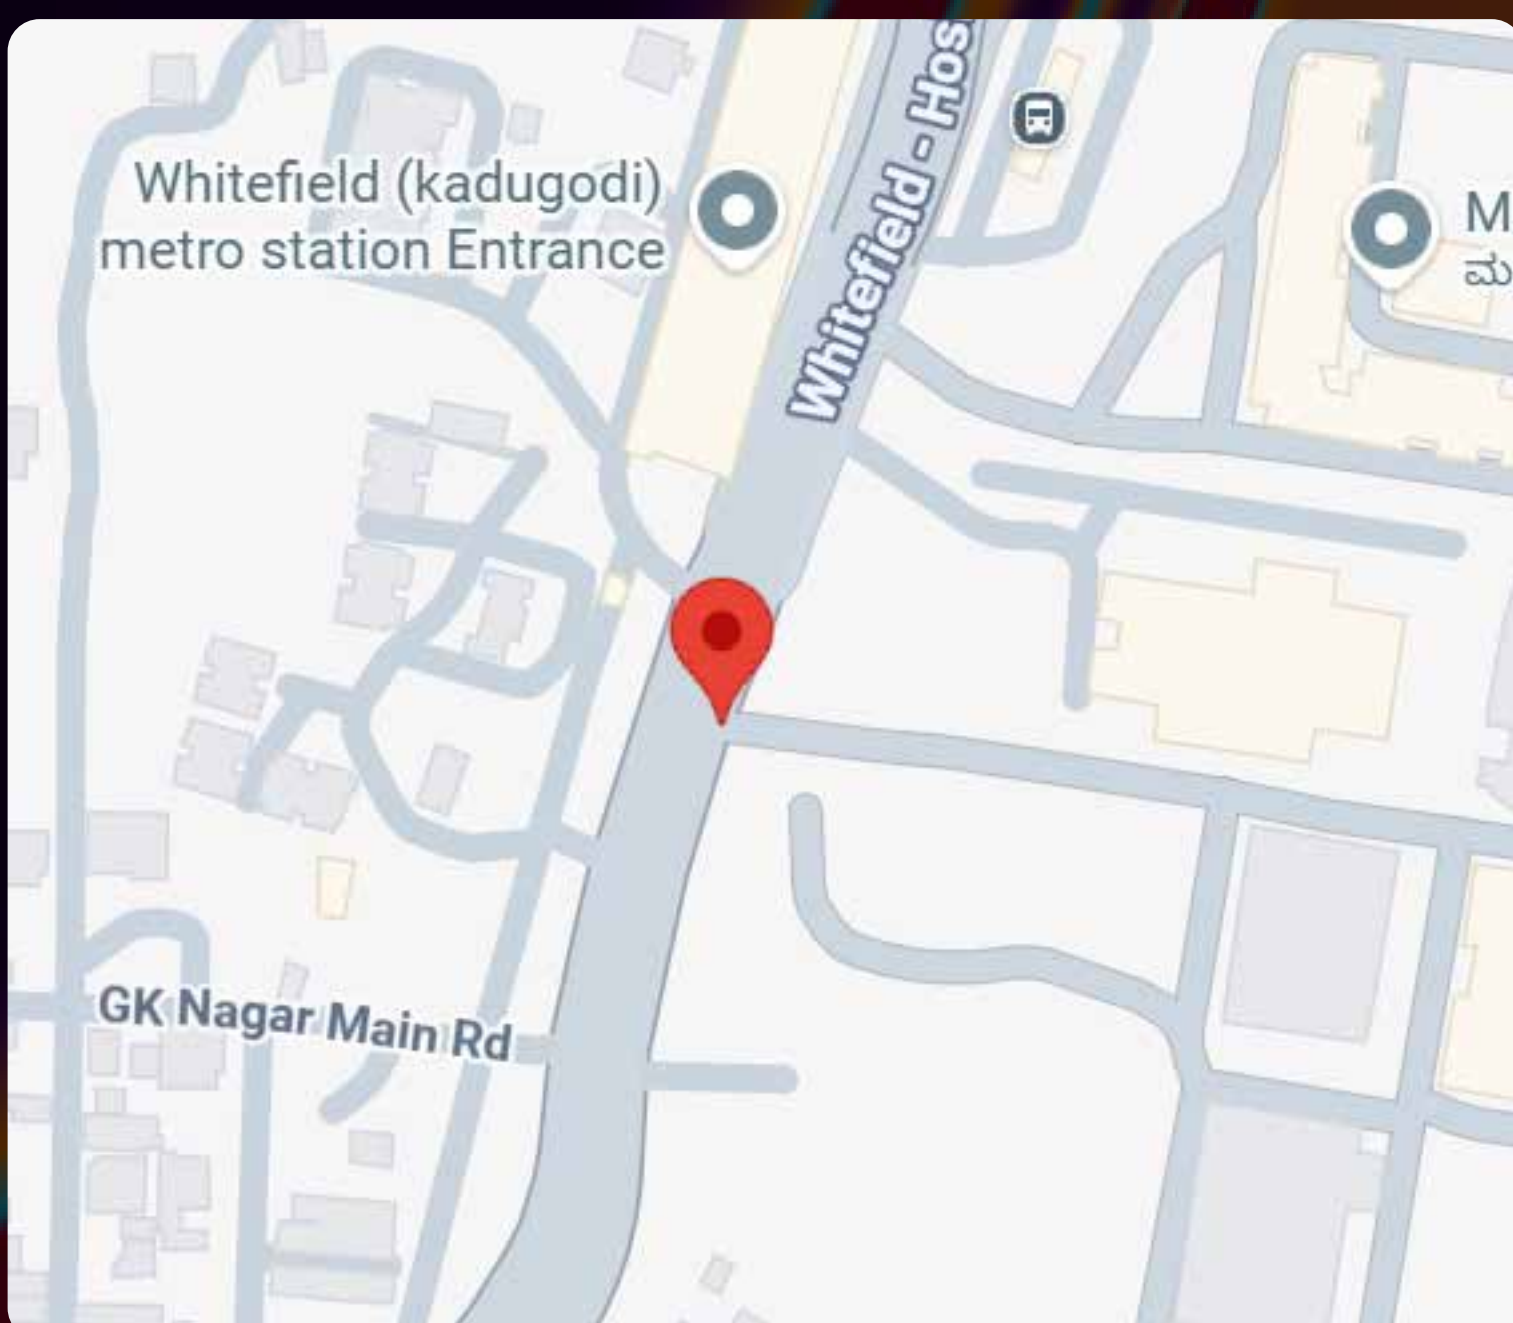 Whitefield - Hos
Whitefield (kadugodi)
metro station Entrance
M
ಮ
GK Nagar Main Rd